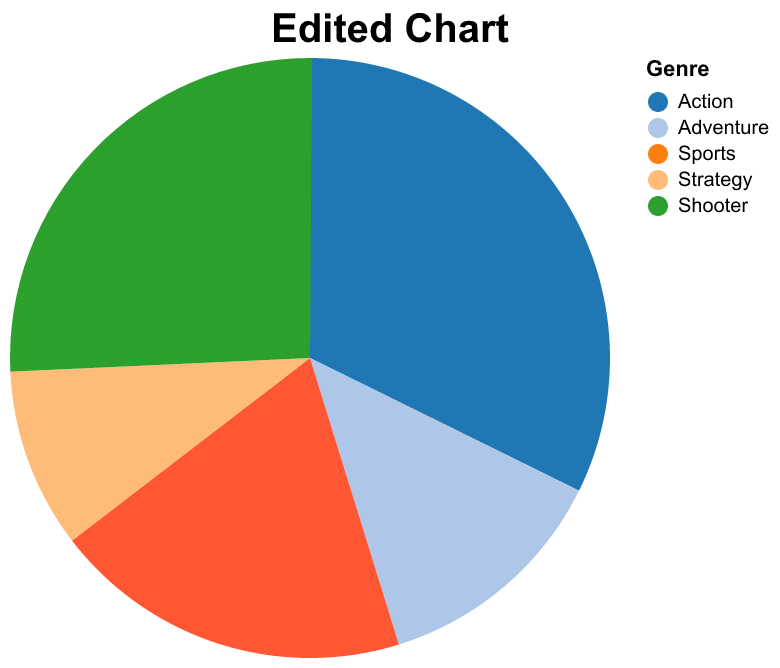 Edited Chart
Genre
Action
Adventure
Sports
Strategy
Shooter